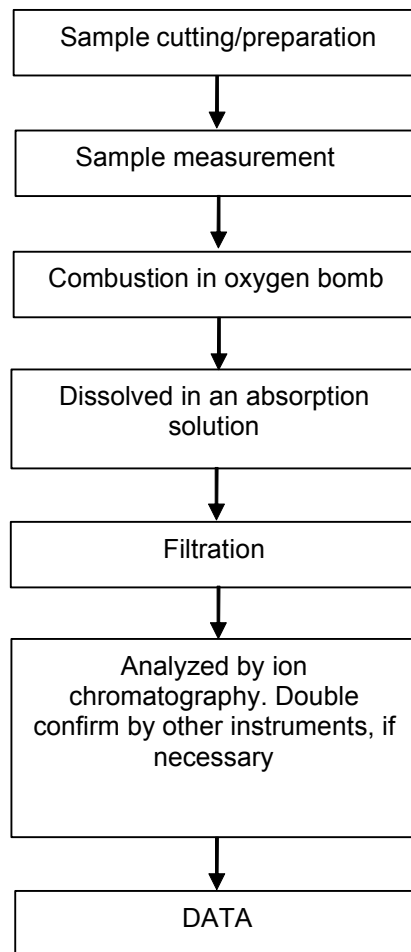 Sample cutting/preparation
Sample measurement
Combustion in oxygen bomb
Dissolved in an absorption
solution
Filtration
Analyzed by ion
chromatography. Double
confirm by other instruments, if
necessary
DATA